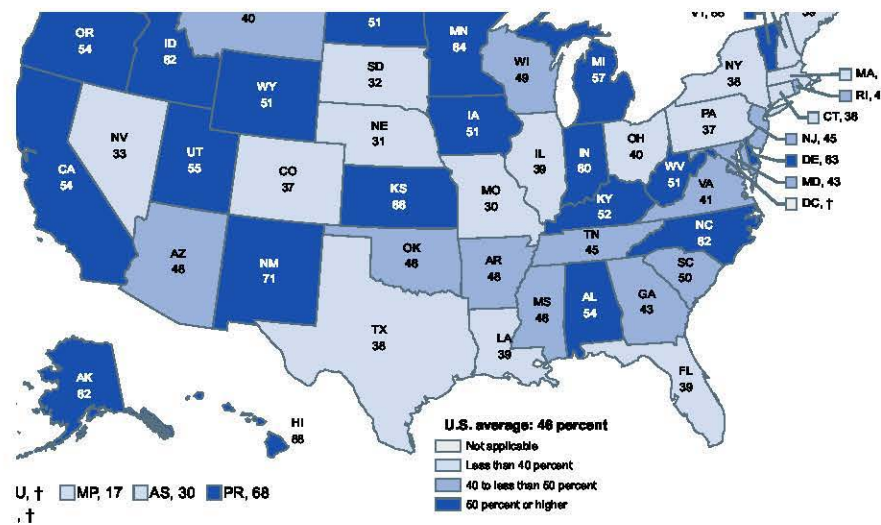 40
51
MN
64
VT, 68
39
OR
54
ID
62
WY
51
SD
32
WI
49
MI
57
NY
38
MA,
RI, 4
CT, 38
NJ, 45
DE, 63
MD, 43
DC, †
NV
33
UT
55
CO
37
NE
31
IA
51
IL
39
IN
60
OH
40
PA
37
WV
51
VA
41
CA
54
KS
66
MO
30
KY
52
NC
62
TN
45
SC
50
AZ
48
NM
71
OK
46
AR
48
MS
46
AL
54
GA
43
TX
38
LA
39
FL
39
AK
62
HI
66
U.S. average: 46 percent
Not applicable
Less than 40 percent
40 to less than 50 percent
50 percent or higher
U, † MP, 17 AS, 30 PR, 68
, †